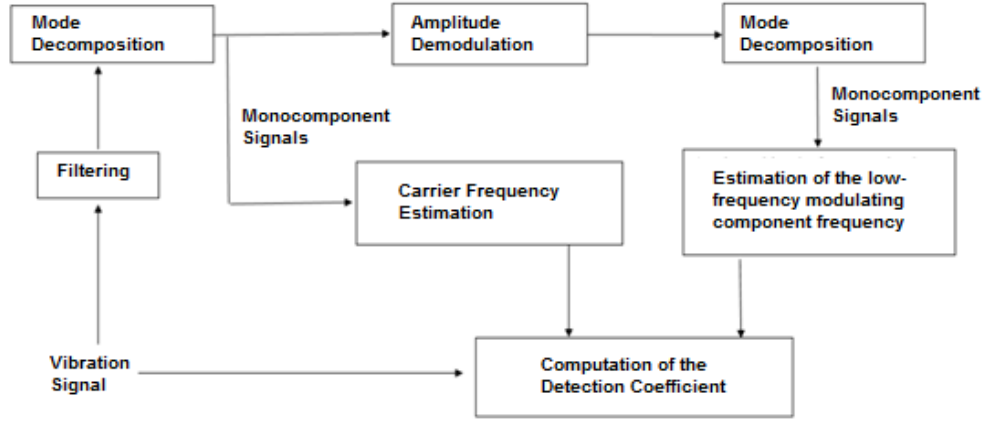 Mode
Decomposition
Amplitude
Demodulation
Mode
Decomposition
Monocomponent
Signals
Monocomponent
Signals
Filtering
Carrier Frequency
Estimation
Estimation of the low-
frequency modulating
component frequency
Vibration
Signal
Computation of the
Detection Coefficient